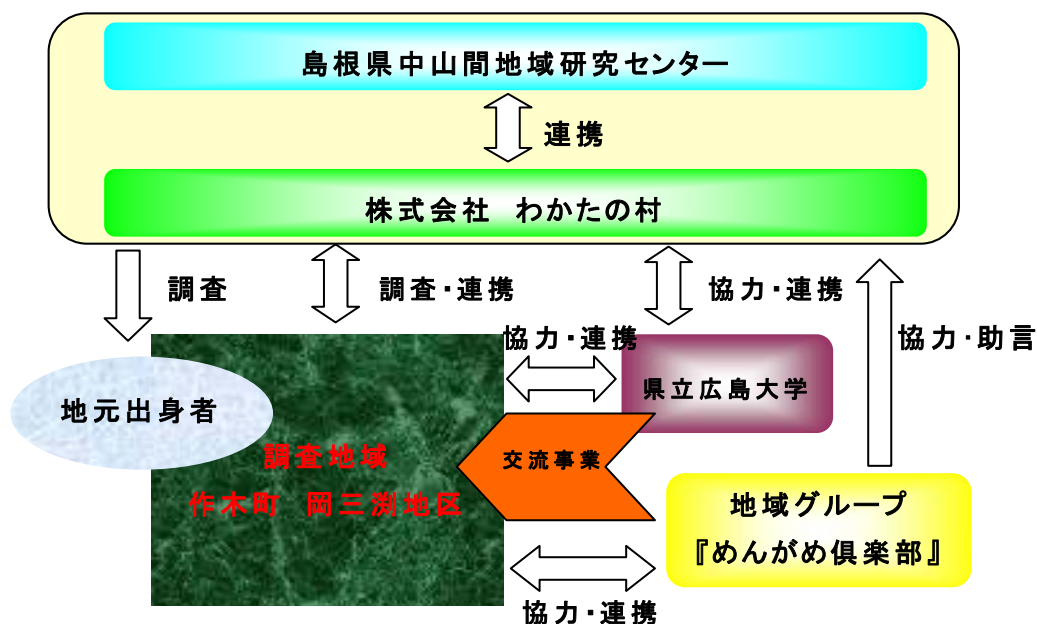 島根県中山間地域研究センター
連携
株式会社　わかたの村
調査
調査・連携
協力・連携
協力・連携
協力・助言
県立広島大学
地元出身者
調査地域
作木町　岡三渕地区
交流事業
地域グループ
『めんがめ倶楽部』
協力・連携